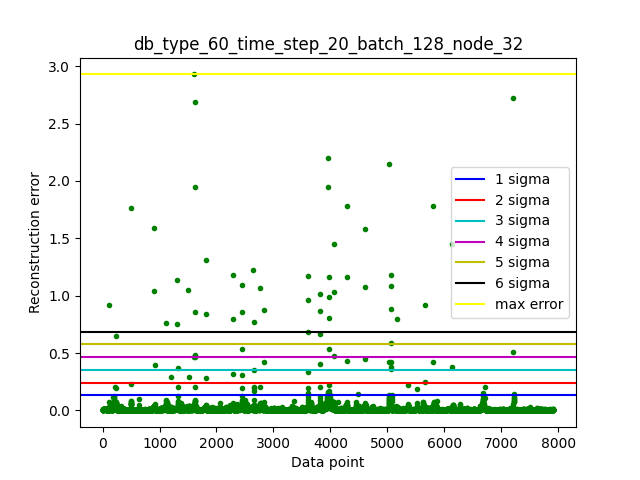 db_type_60_time_step_20_batch_128_node_32
3.0
2.5
2.0
1.5
1.0
0.5
0.0
Reconstruction error
1 sigma
2 sigma
3 sigma
4 sigma
5 sigma
6 sigma
max error
0 1000 2000 3000 4000 5000 6000 7000 8000
Data point